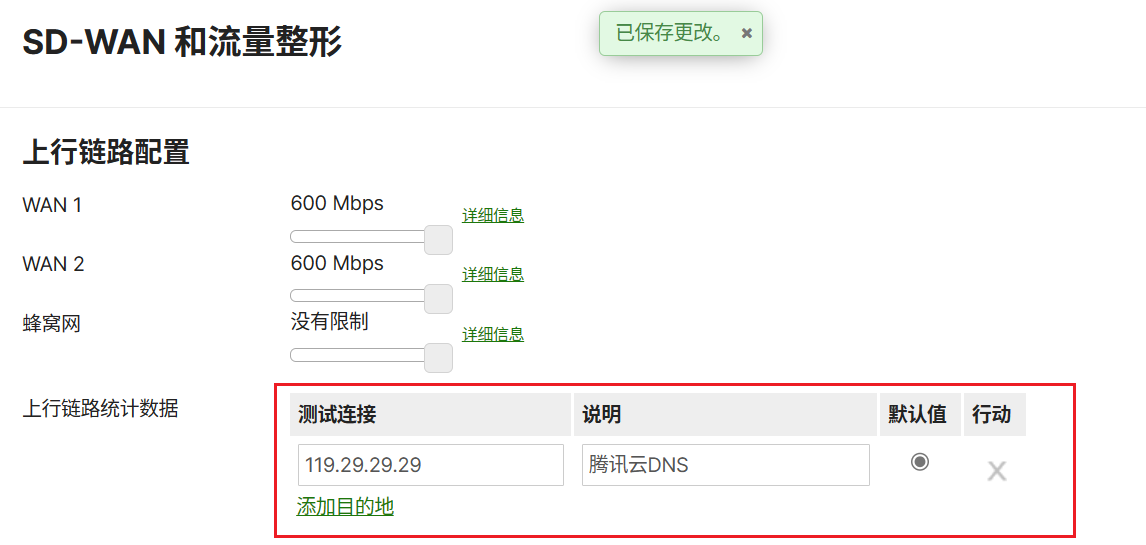 SD-WAN 和流量整形
已保存更改。 ×
上行链路配置
WAN 1 600 Mbps 详细信息
WAN 2 600 Mbps 详细信息
蜂窝网 没有限制 详细信息
上行链路统计数据 测试连接 说明 默认值 行动
119.29.29.29 腾讯云DNS X
添加目的地